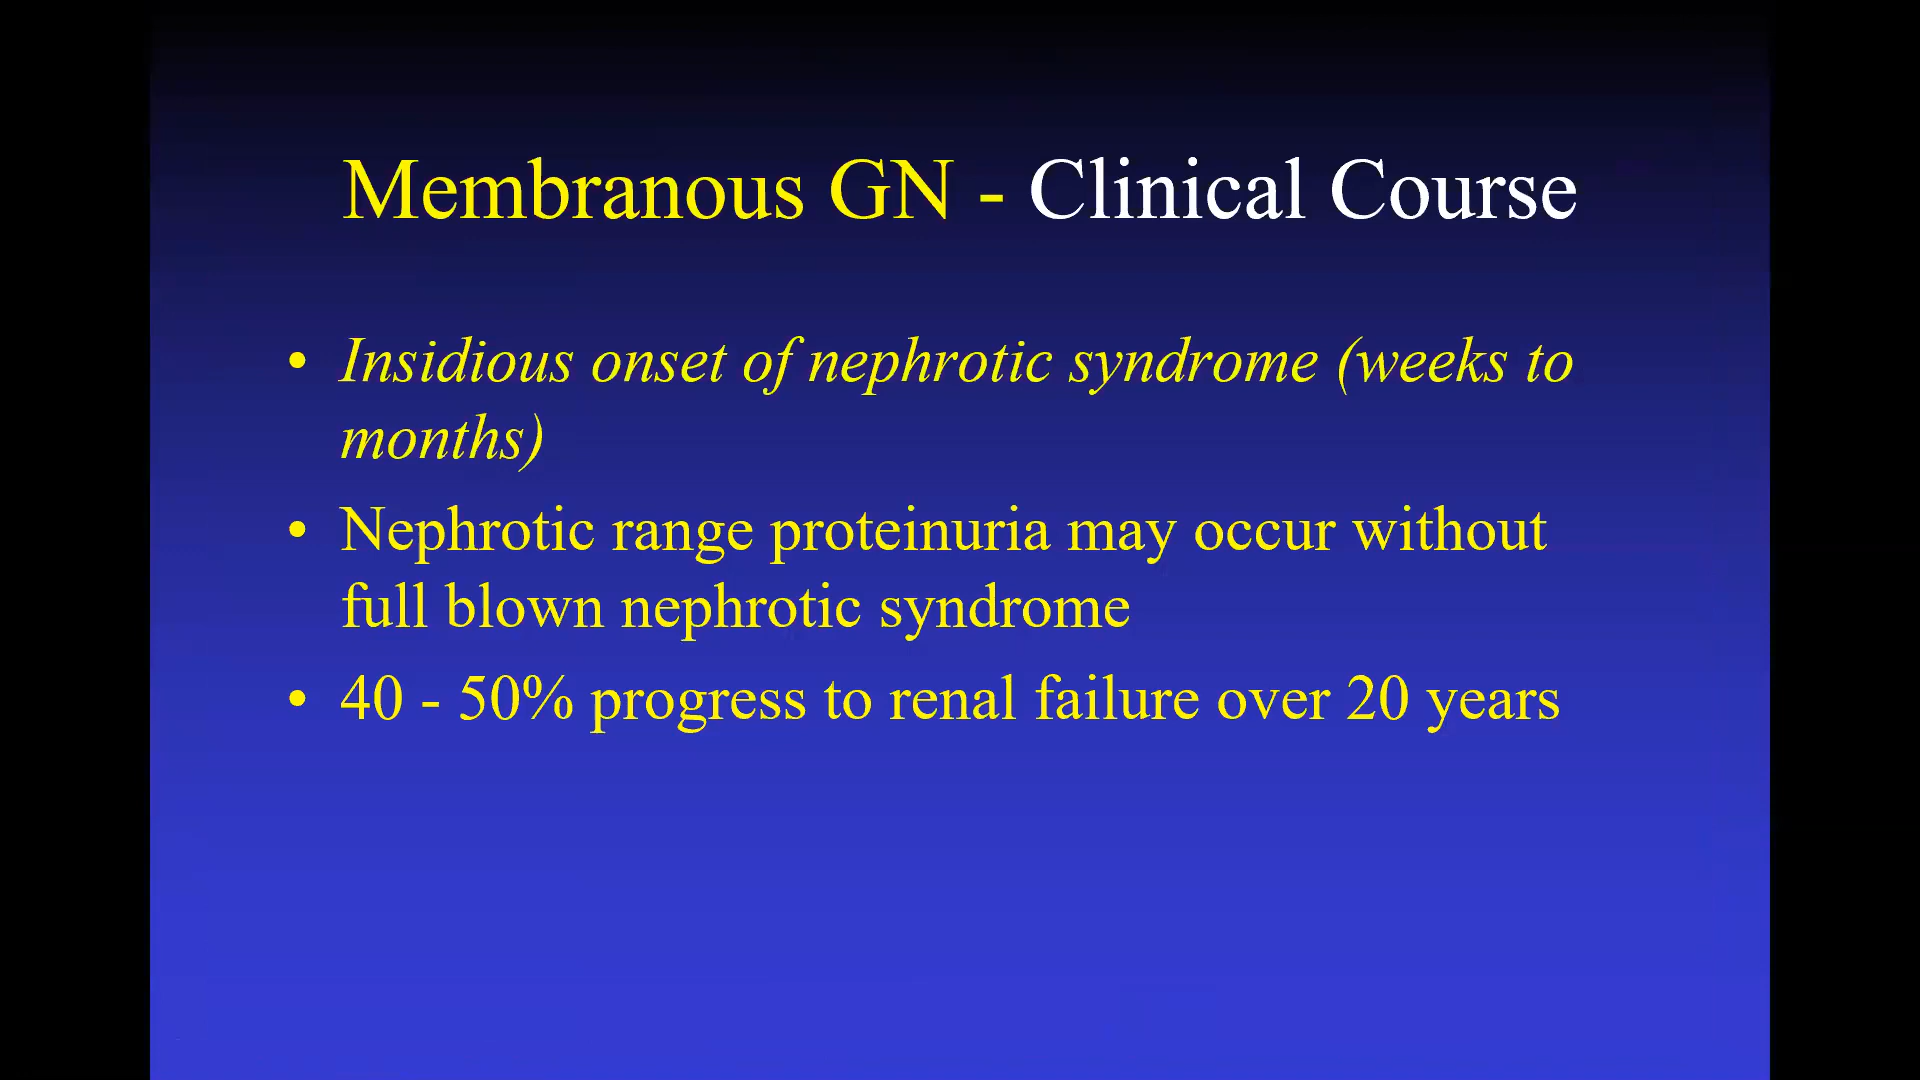 Membranous GN - Clinical Course
• Insidious onset of nephrotic syndrome (weeks to
months)
• Nephrotic range proteinuria may occur without
full blown nephrotic syndrome
• 40 - 50% progress to renal failure over 20 years